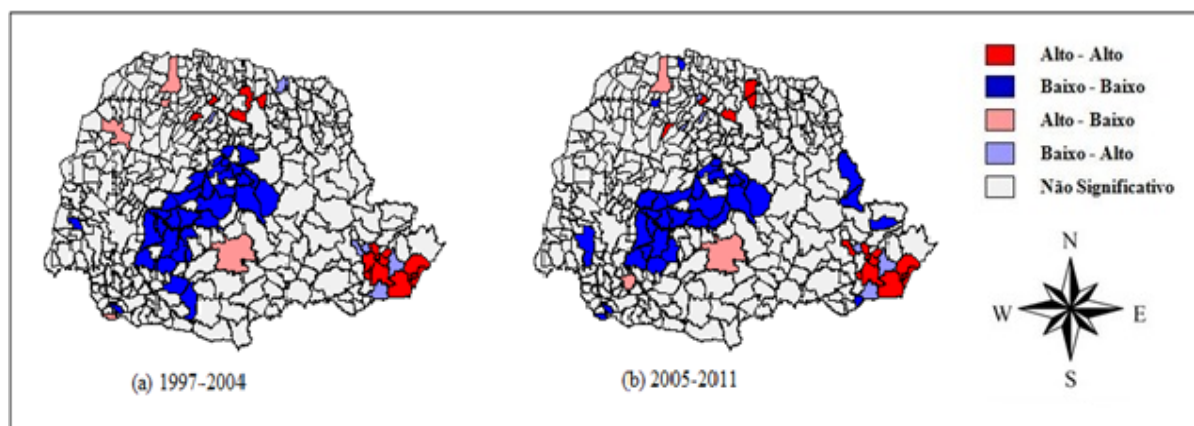 Alto - Alto
Baixo - Baixo
Alto - Baixo
Baixo - Alto
Não Significativo
N
W
E
S
(a) 1997-2004
(b) 2005-2011